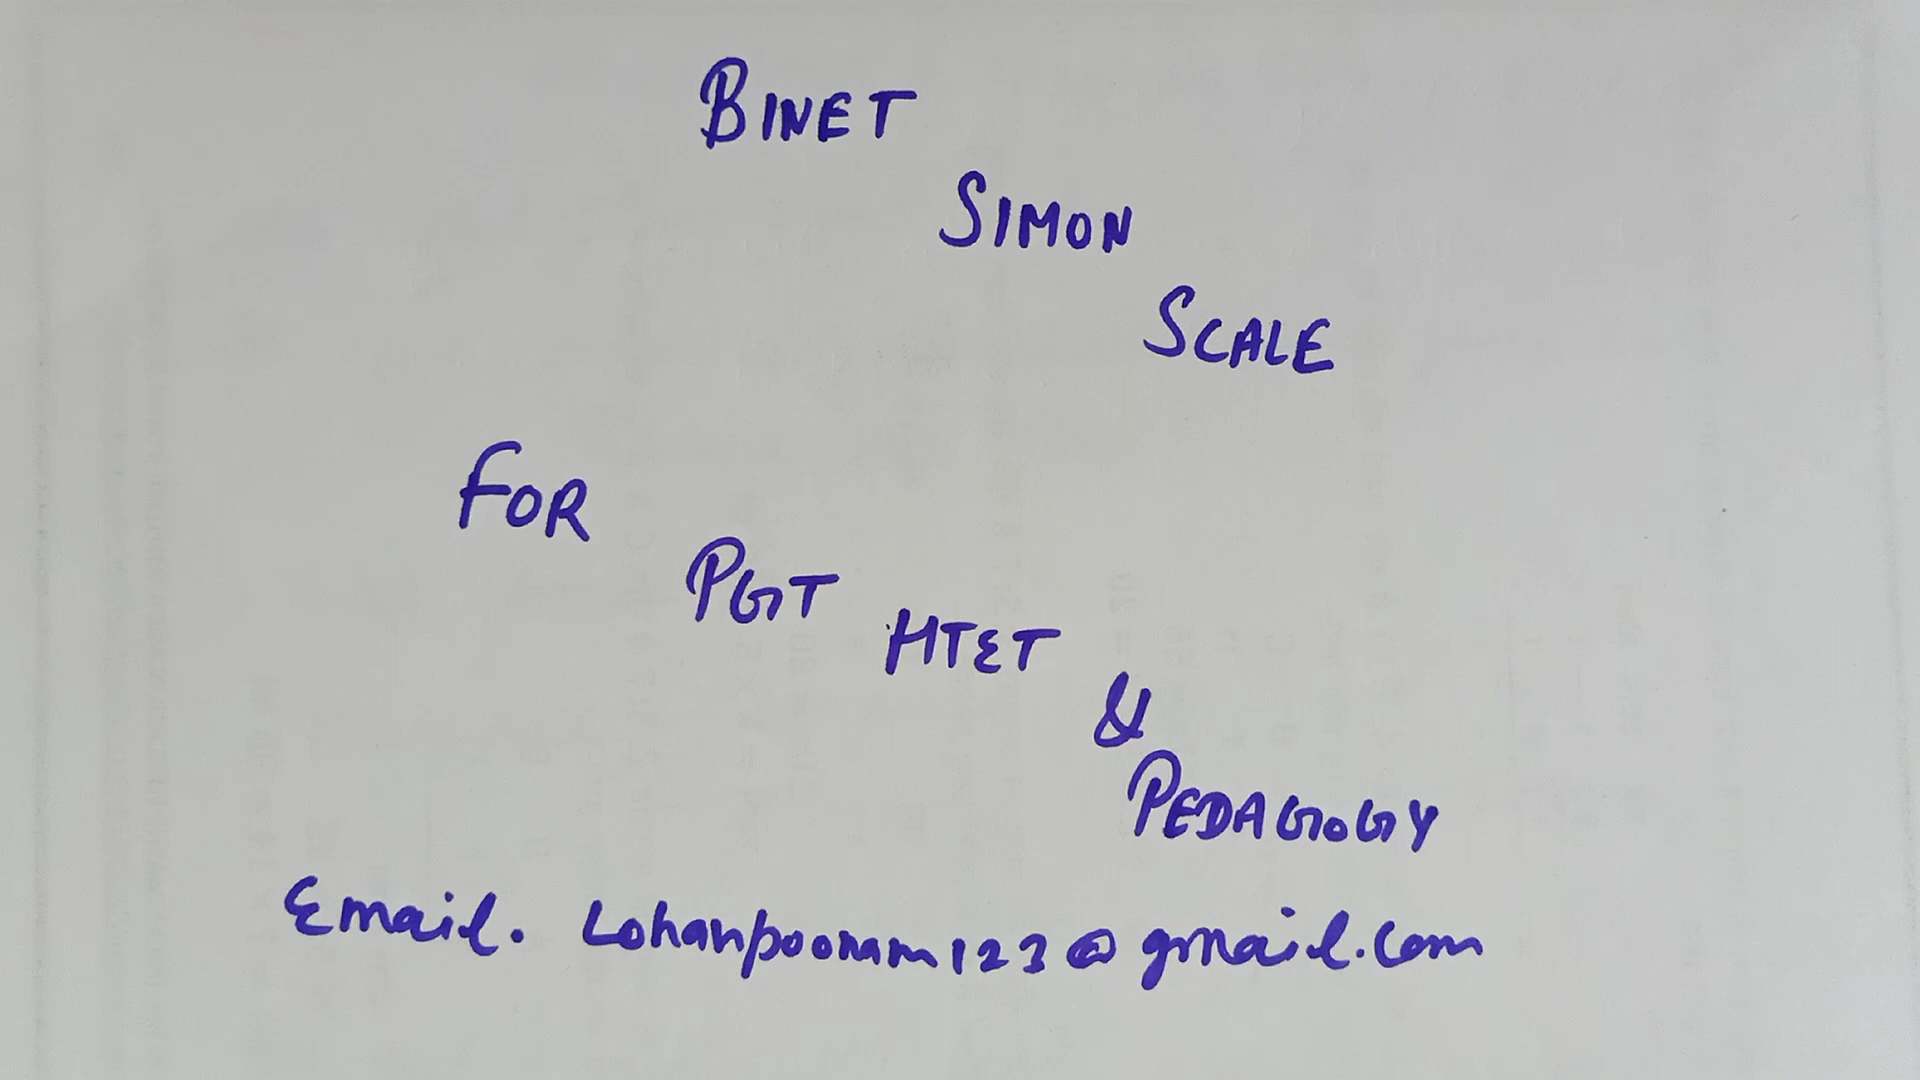 BINET
SIMON
SCALE
FOR
PGT
HTET
&
PEDAGOGY
Email. Lohanpoonam123@gmail.com